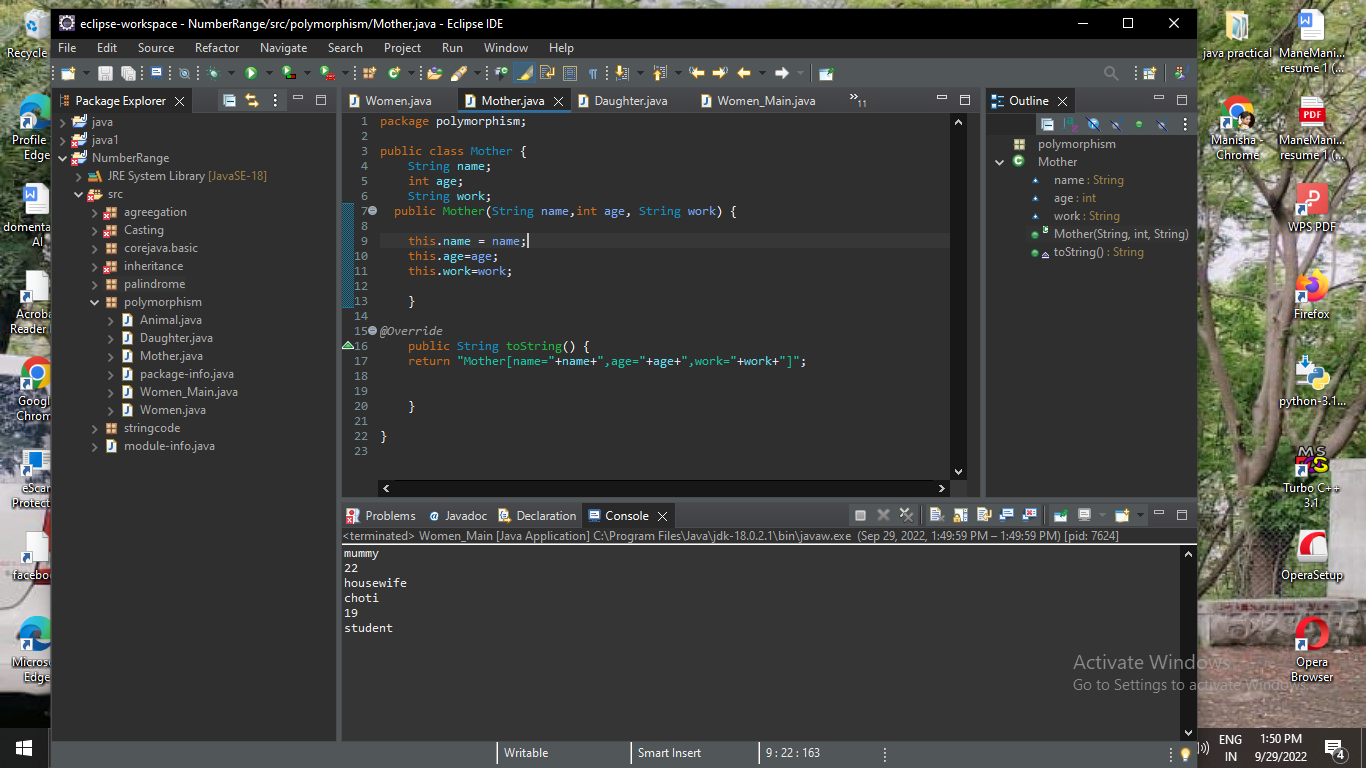 eclipse-workspace - NumberRange/src/polymorphism/Mother.java - Eclipse IDE
File Edit Source Refactor Navigate Search Project Run Window Help
Package Explorer
java
java1
NumberRange
JRE System Library [JavaSE-18]
src
agreegation
Casting
corejava.basic
inheritance
palindrome
polymorphism
Animal.java
Daughter.java
Mother.java
package-info.java
Women_Main.java
Women.java
stringcode
module-info.java
Women.java Mother.java Daughter.java Women_Main.java 11
1 package polymorphism;
2
3 public class Mother {
4 String name;
5 int age;
6 String work;
7 public Mother(String name,int age, String work) {
8
9 this.name = name;
10 this.age=age;
11 this.work=work;
12
13 }
14
15 @Override
16 public String toString() {
17 return "Mother[name="+name+",age="+age+",work="+work+"]";
18
19
20 }
21
22 }
23
Outline
polymorphism
Mother
name : String
age : int
work : String
Mother(String, int, String)
toString() : String
Problems Javadoc Declaration Console
<terminated> Women_Main [Java Application] C:\Program Files\Java\jdk-18.0.2.1\bin\javaw.exe (Sep 29, 2022, 1:49:59 PM – 1:49:59 PM) [pid: 7624]
mummy
22
housewife
choti
19
student
Writable Smart Insert 9 : 22 : 163
Recycle
Profile
Edge
domenta
AI
Acroba
Reader
Googl
Chrom
eScan
Protect
facebo
Micros
Edge
java practical
ManeMani...
resume 1 (...
Manisha -
Chrome
PDF
ManeMani...
resume 1 (...
WPS PDF
Firefox
python-3.1...
Turbo C++
3.1
OperaSetup
Opera
Browser
Activate Windows
Go to Settings to activate Windows.
ENG
IN
1:50 PM
9/29/2022
4